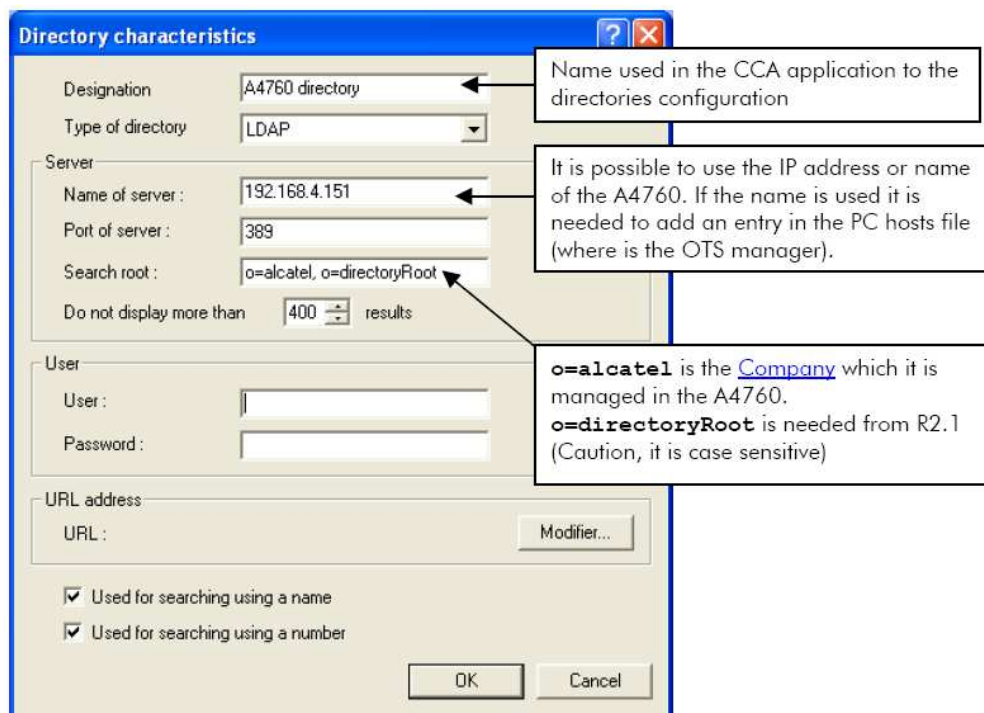 Directory characteristics
Designation
A4760 directory
Type of directory
LDAP
Server
Name of server :
192.168.4.151
Port of server :
389
Search root :
o=alcatel, o=directoryRoot
Do not display more than
400
results
User
User :
Password :
URL address
URL :
Modifier...
Used for searching using a name
Used for searching using a number
OK
Cancel
Name used in the CCA application to the
directories configuration
It is possible to use the IP address or name
of the A4760. If the name is used it is
needed to add an entry in the PC hosts file
(where is the OTS manager).
o=alcatel is the Company which it is
managed in the A4760.
o=directoryRoot is needed from R2.1
(Caution, it is case sensitive)